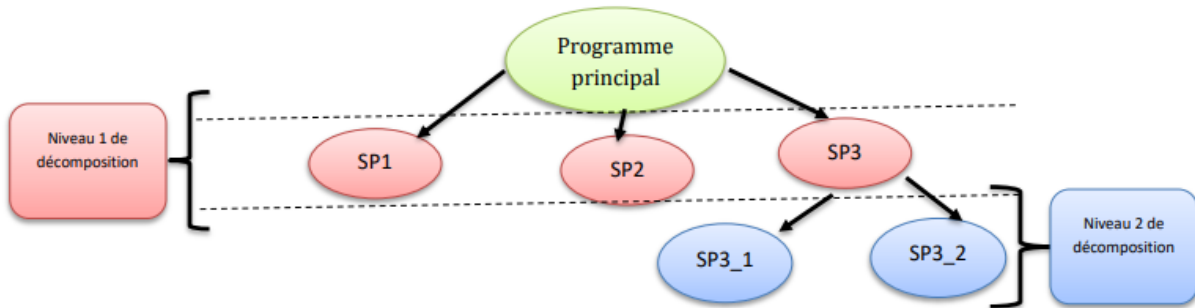 Programme
principal
Niveau 1 de
décomposition
SP1
SP2
SP3
SP3_1
SP3_2
Niveau 2 de
décomposition